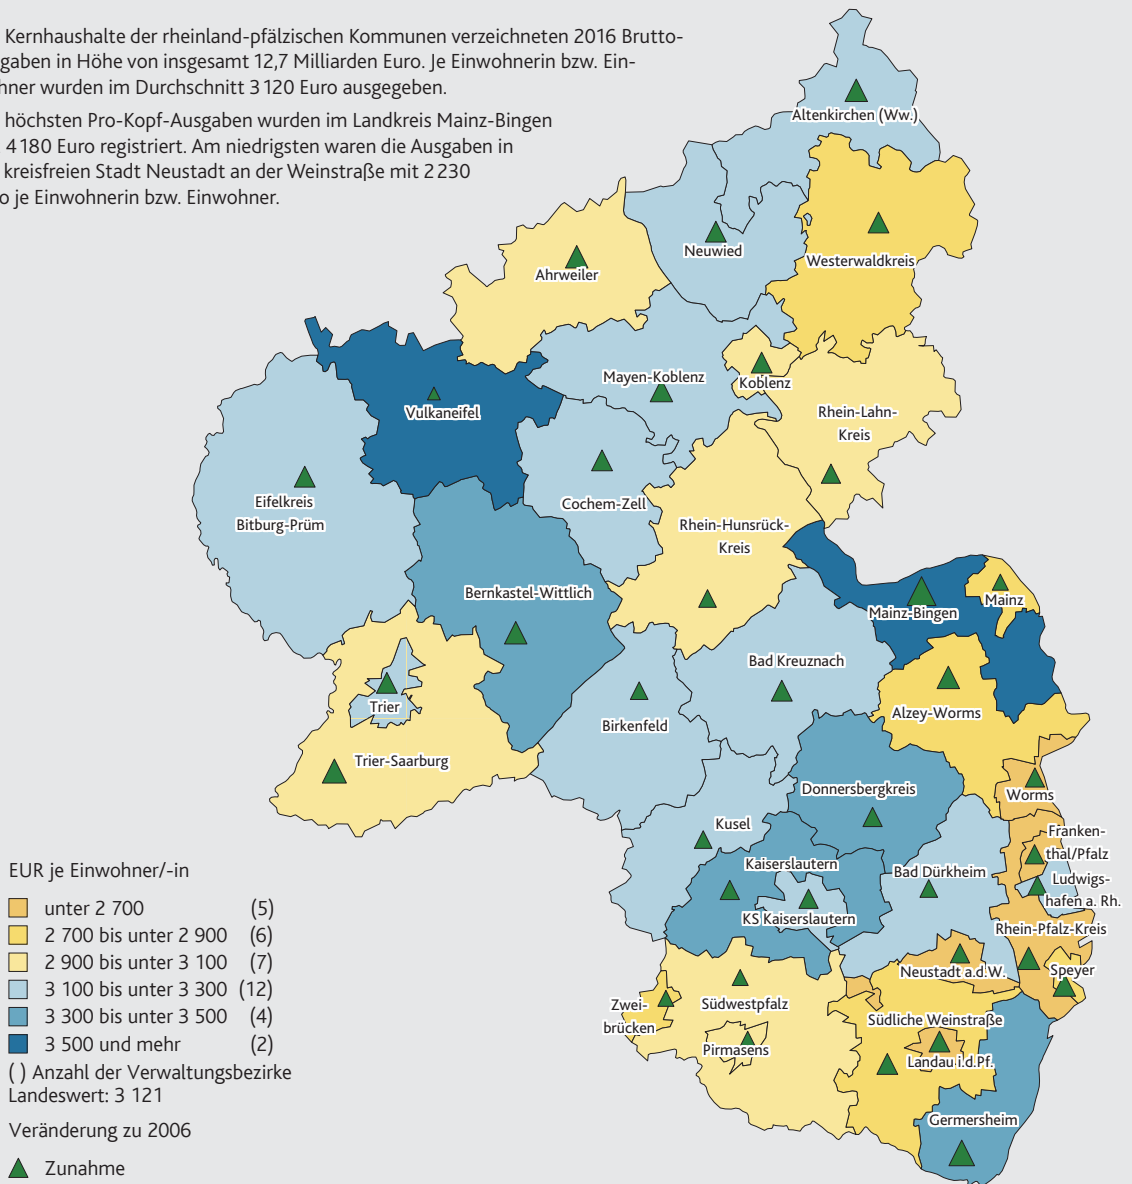 Kernhaushalte der rheinland-pfälzischen Kommunen verzeichneten 2016 Brutto-
gaben in Höhe von insgesamt 12,7 Milliarden Euro. Je Einwohnerin bzw. Ein-
hner wurden im Durchschnitt 3 120 Euro ausgegeben.
höchsten Pro-Kopf-Ausgaben wurden im Landkreis Mainz-Bingen
4 180 Euro registriert. Am niedrigsten waren die Ausgaben in
kreisfreien Stadt Neustadt an der Weinstraße mit 2 230
o je Einwohnerin bzw. Einwohner.
Altenkirchen (Ww.)
Neuwied
Westerwaldkreis
Ahrweiler
Mayen-Koblenz
Koblenz
Vulkaneifel
Rhein-Lahn-
Kreis
Eifelkreis
Bitburg-Prüm
Cochem-Zell
Rhein-Hunsrück-
Kreis
Bernkastel-Wittlich
Mainz-Bingen
Mainz
Bad Kreuznach
Trier
Birkenfeld
Alzey-Worms
Trier-Saarburg
Donnersbergkreis
Worms
Kusel
Franken-
thal/Pfalz
Kaiserslautern
Bad Dürkheim
Ludwigs-
hafen a. Rh.
KS Kaiserslautern
Rhein-Pfalz-Kreis
Neustadt a.d.W.
Speyer
Zwei-
brücken
Südwestpfalz
Südliche Weinstraße
Pirmasens
Landau i.d.Pf.
Germersheim
EUR je Einwohner/-in
unter 2 700 (5)
2 700 bis unter 2 900 (6)
2 900 bis unter 3 100 (7)
3 100 bis unter 3 300 (12)
3 300 bis unter 3 500 (4)
3 500 und mehr (2)
( ) Anzahl der Verwaltungsbezirke
Landeswert: 3 121
Veränderung zu 2006
Zunahme